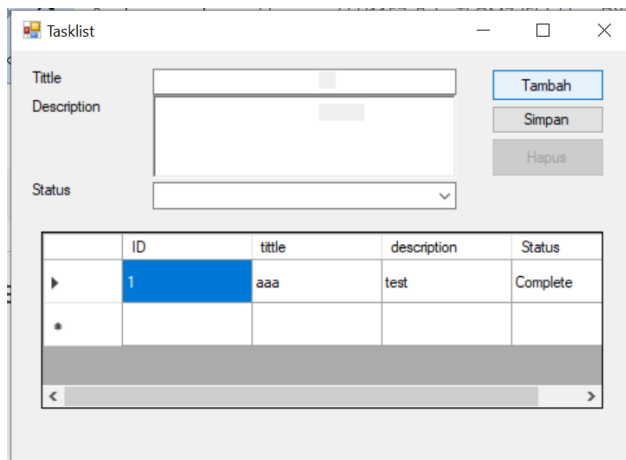 Tasklist
Tittle
Tambah
Description
Simpan
Hapus
Status
ID tittle description Status
1 aaa test Complete